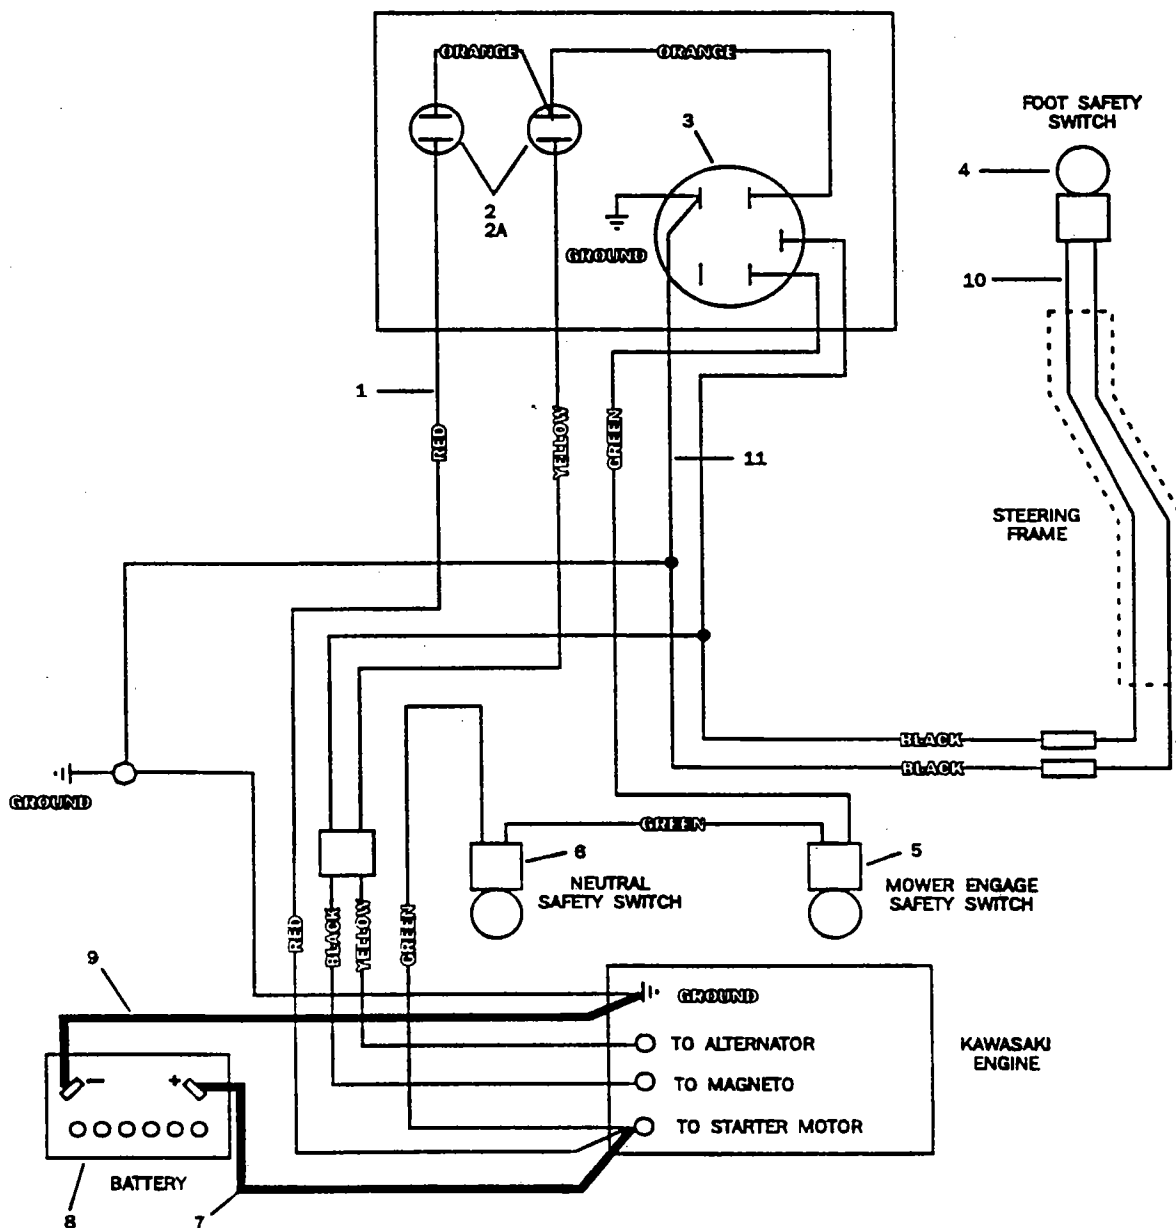 ORANGE
ORANGE
FOOT SAFETY
SWITCH
3
4
2
2A
GROUND
10
1
RED
YELLOW
GREEN
11
STEERING
FRAME
BLACK
BLACK
GROUND
GREEN
6
5
NEUTRAL
SAFETY SWITCH
MOWER ENGAGE
SAFETY SWITCH
RED
BLACK
YELLOW
GREEN
9
GROUND
TO ALTERNATOR
KAWASAKI
ENGINE
- +
TO MAGNETO
TO STARTER MOTOR
BATTERY
8
7